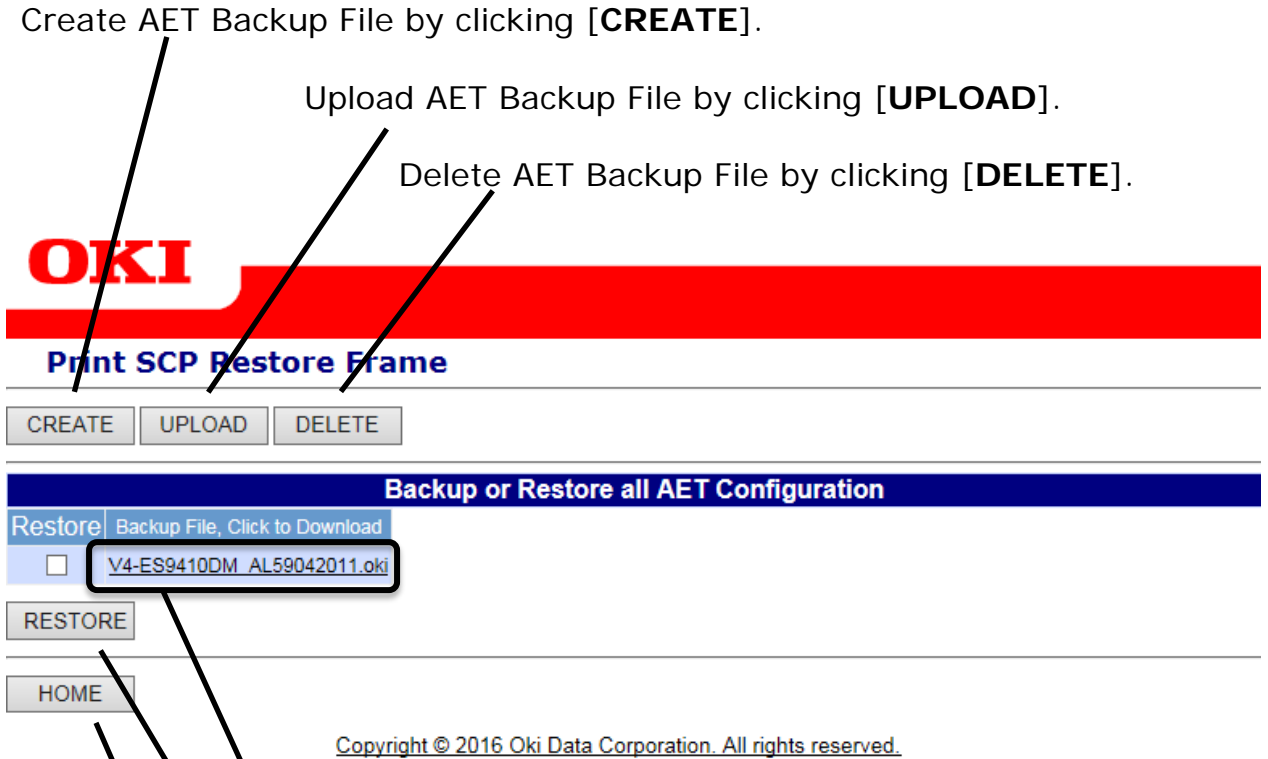 Create AET Backup File by clicking [CREATE].
Upload AET Backup File by clicking [UPLOAD].
Delete AET Backup File by clicking [DELETE].
OKI
Print SCP Restore Frame
CREATE UPLOAD DELETE
Backup or Restore all AET Configuration
Restore Backup File, Click to Download
V4-ES9410DM_AL59042011.oki
RESTORE
HOME
Copyright © 2016 Oki Data Corporation. All rights reserved.